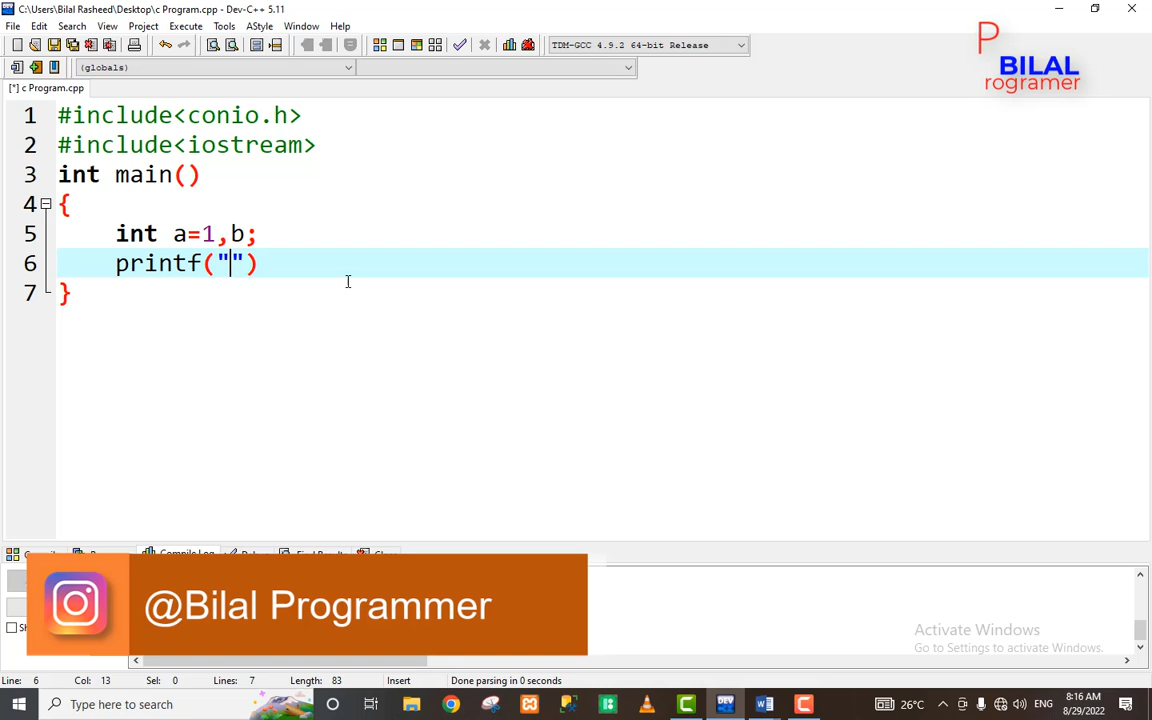 C:\Users\Bilal Rasheed\Desktop\c Program.cpp - Dev-C++ 5.11
File Edit Search View Project Execute Tools AStyle Window Help
TDM-GCC 4.9.2 64-bit Release
(globals)
P
BILAL
rogramer
[*] c Program.cpp
1 #include<conio.h>
2 #include<iostream>
3 int main()
4 {
5 int a=1,b;
6 printf("")
7 }
@Bilal Programmer
Activate Windows
Go to Settings to activate Windows.
Line: 6 Col: 13 Sel: 0 Lines: 7 Length: 83 Insert Done parsing in 0 seconds
Type here to search
DEV
26°C
ENG
8:16 AM
8/29/2022